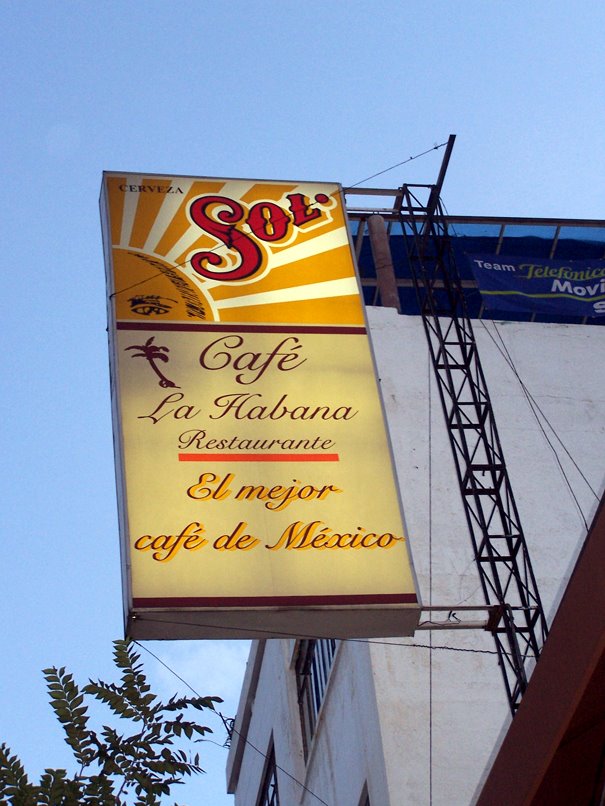 CERVEZA
SOL
Café
La Habana
Restaurante
El mejor
café de México
Team Telefónica
Movi
S